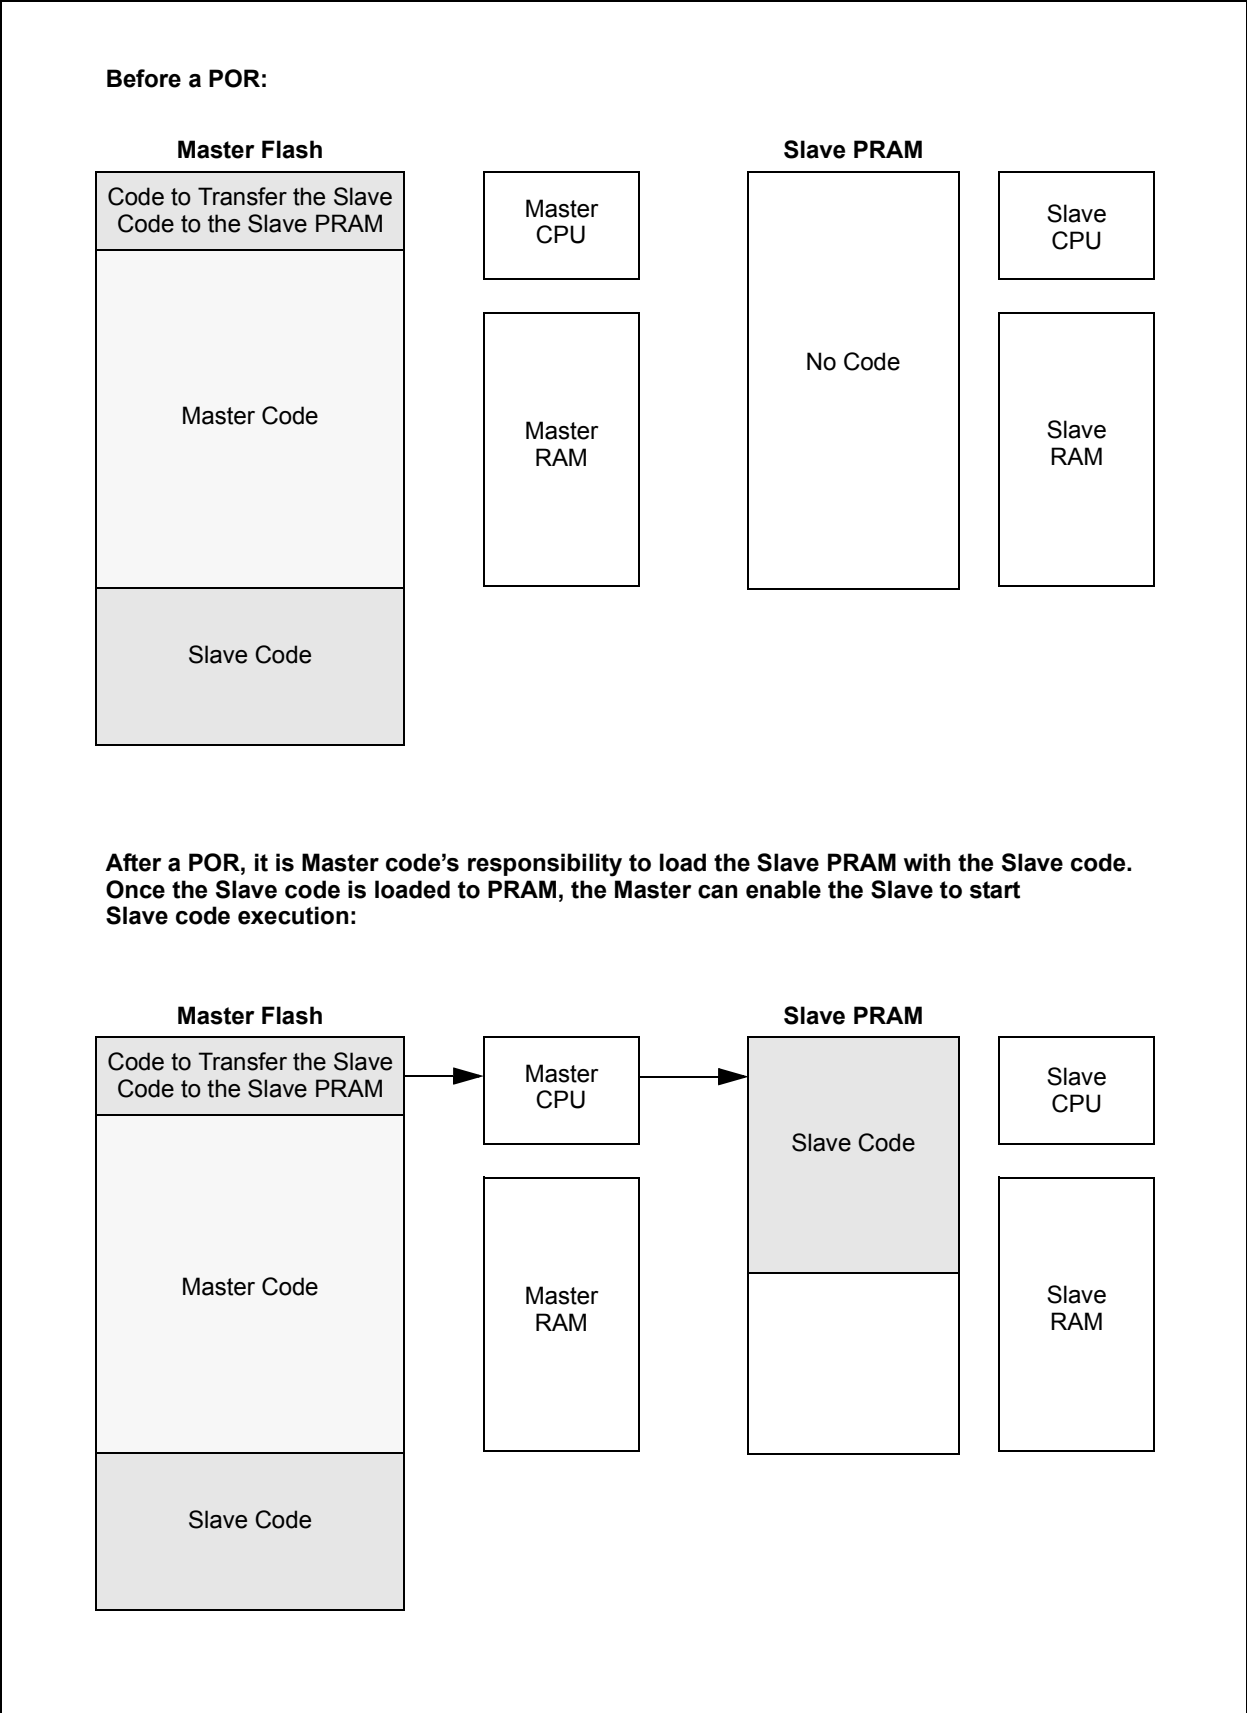 Before a POR:
Master Flash
Slave PRAM
Code to Transfer the Slave
Code to the Slave PRAM
Master
CPU
Slave
CPU
No Code
Master Code
Master
RAM
Slave
RAM
Slave Code
After a POR, it is Master code’s responsibility to load the Slave PRAM with the Slave code.
Once the Slave code is loaded to PRAM, the Master can enable the Slave to start
Slave code execution:
Master Flash
Slave PRAM
Code to Transfer the Slave
Code to the Slave PRAM
Master
CPU
Slave
CPU
Slave Code
Master Code
Master
RAM
Slave
RAM
Slave Code